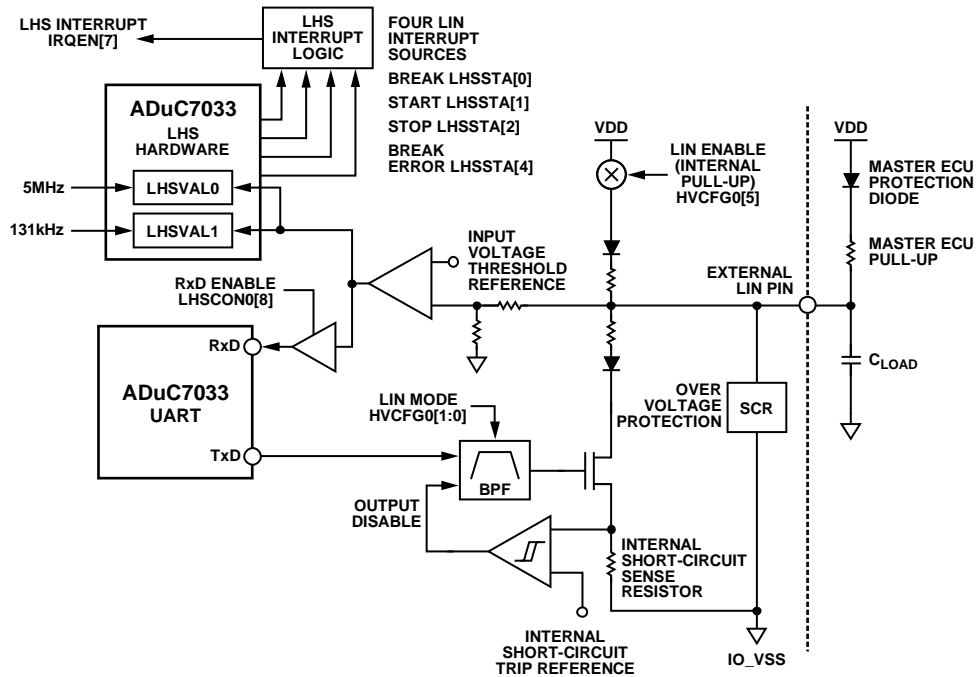 LHS INTERRUPT
IRQEN[7]
LHS
INTERRUPT
LOGIC
FOUR LIN
INTERRUPT
SOURCES
BREAK LHSSTA[0]
START LHSSTA[1]
STOP LHSSTA[2]
BREAK
ERROR LHSSTA[4]
ADuC7033
LHS
HARDWARE
5MHz
LHSVAL0
131kHz
LHSVAL1
VDD
LIN ENABLE
(INTERNAL
PULL-UP)
HVCFG0[5]
VDD
MASTER ECU
PROTECTION
DIODE
MASTER ECU
PULL-UP
INPUT
VOLTAGE
THRESHOLD
REFERENCE
EXTERNAL
LIN PIN
RxD ENABLE
LHSCON0[8]
RxD
ADuC7033
UART
TxD
CLOAD
OVER
VOLTAGE
PROTECTION
SCR
LIN MODE
HVCFG0[1:0]
BPF
OUTPUT
DISABLE
INTERNAL
SHORT-CIRCUIT
SENSE
RESISTOR
INTERNAL
SHORT-CIRCUIT
TRIP REFERENCE
IO_VSS